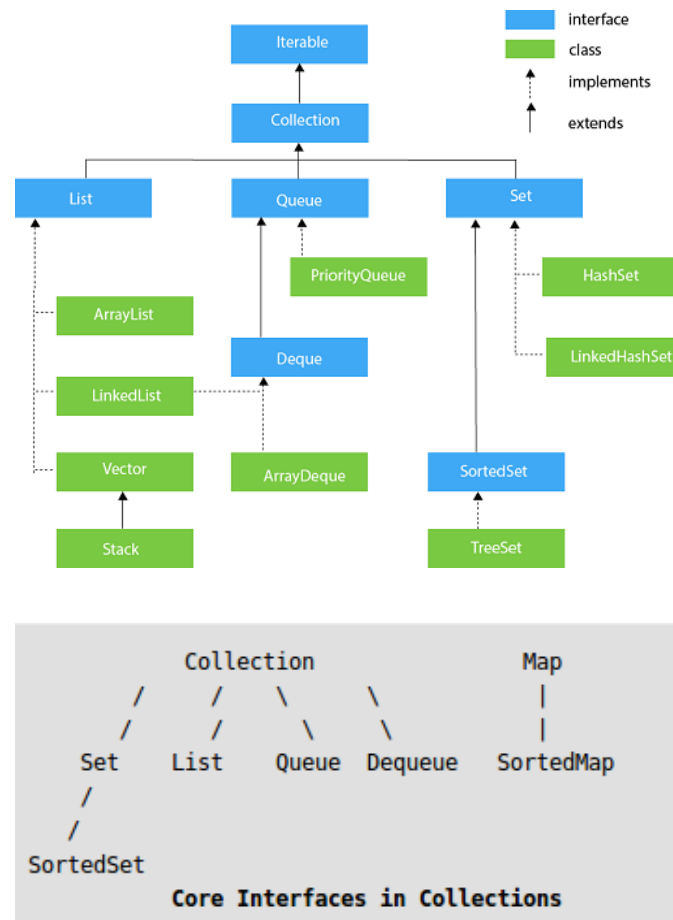 interface
class
implements
extends
Iterable
Collection
List Queue Set
PriorityQueue HashSet
ArrayList
Deque LinkedHashSet
LinkedList
Vector ArrayDeque SortedSet
Stack TreeSet
Collection Map
/ / \ \ |
/ / \ \ |
Set List Queue Dequeue SortedMap
/
/
SortedSet
Core Interfaces in Collections